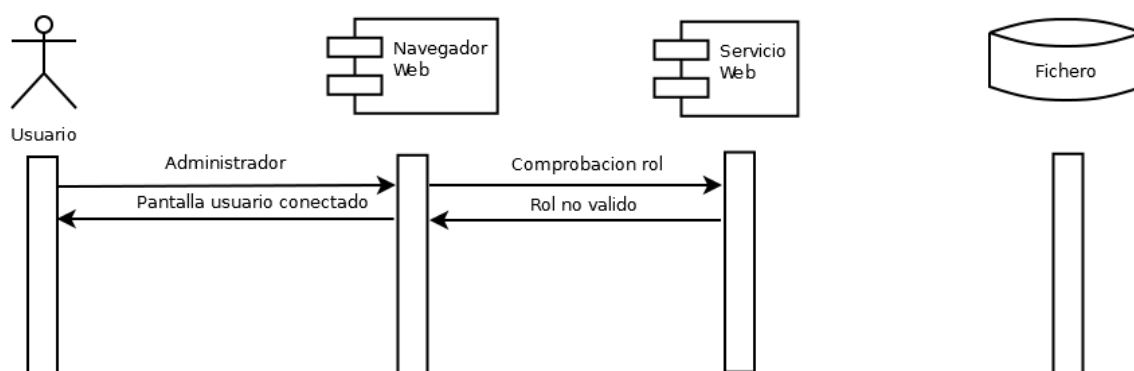 Navegador
Web
Servicio
Web
Fichero
Usuario
Administrador
Comprobacion rol
Pantalla usuario conectado
Rol no valido